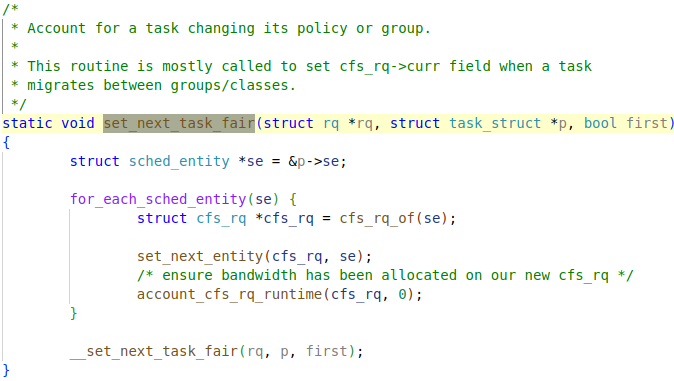 /*
 * Account for a task changing its policy or group.
 *
 * This routine is mostly called to set cfs_rq->curr field when a task
 * migrates between groups/classes.
 */
static void set_next_task_fair(struct rq *rq, struct task_struct *p, bool first)
{
        struct sched_entity *se = &p->se;

        for_each_sched_entity(se) {
                struct cfs_rq *cfs_rq = cfs_rq_of(se);

                set_next_entity(cfs_rq, se);
                /* ensure bandwidth has been allocated on our new cfs_rq */
                account_cfs_rq_runtime(cfs_rq, 0);
        }

        __set_next_task_fair(rq, p, first);
}